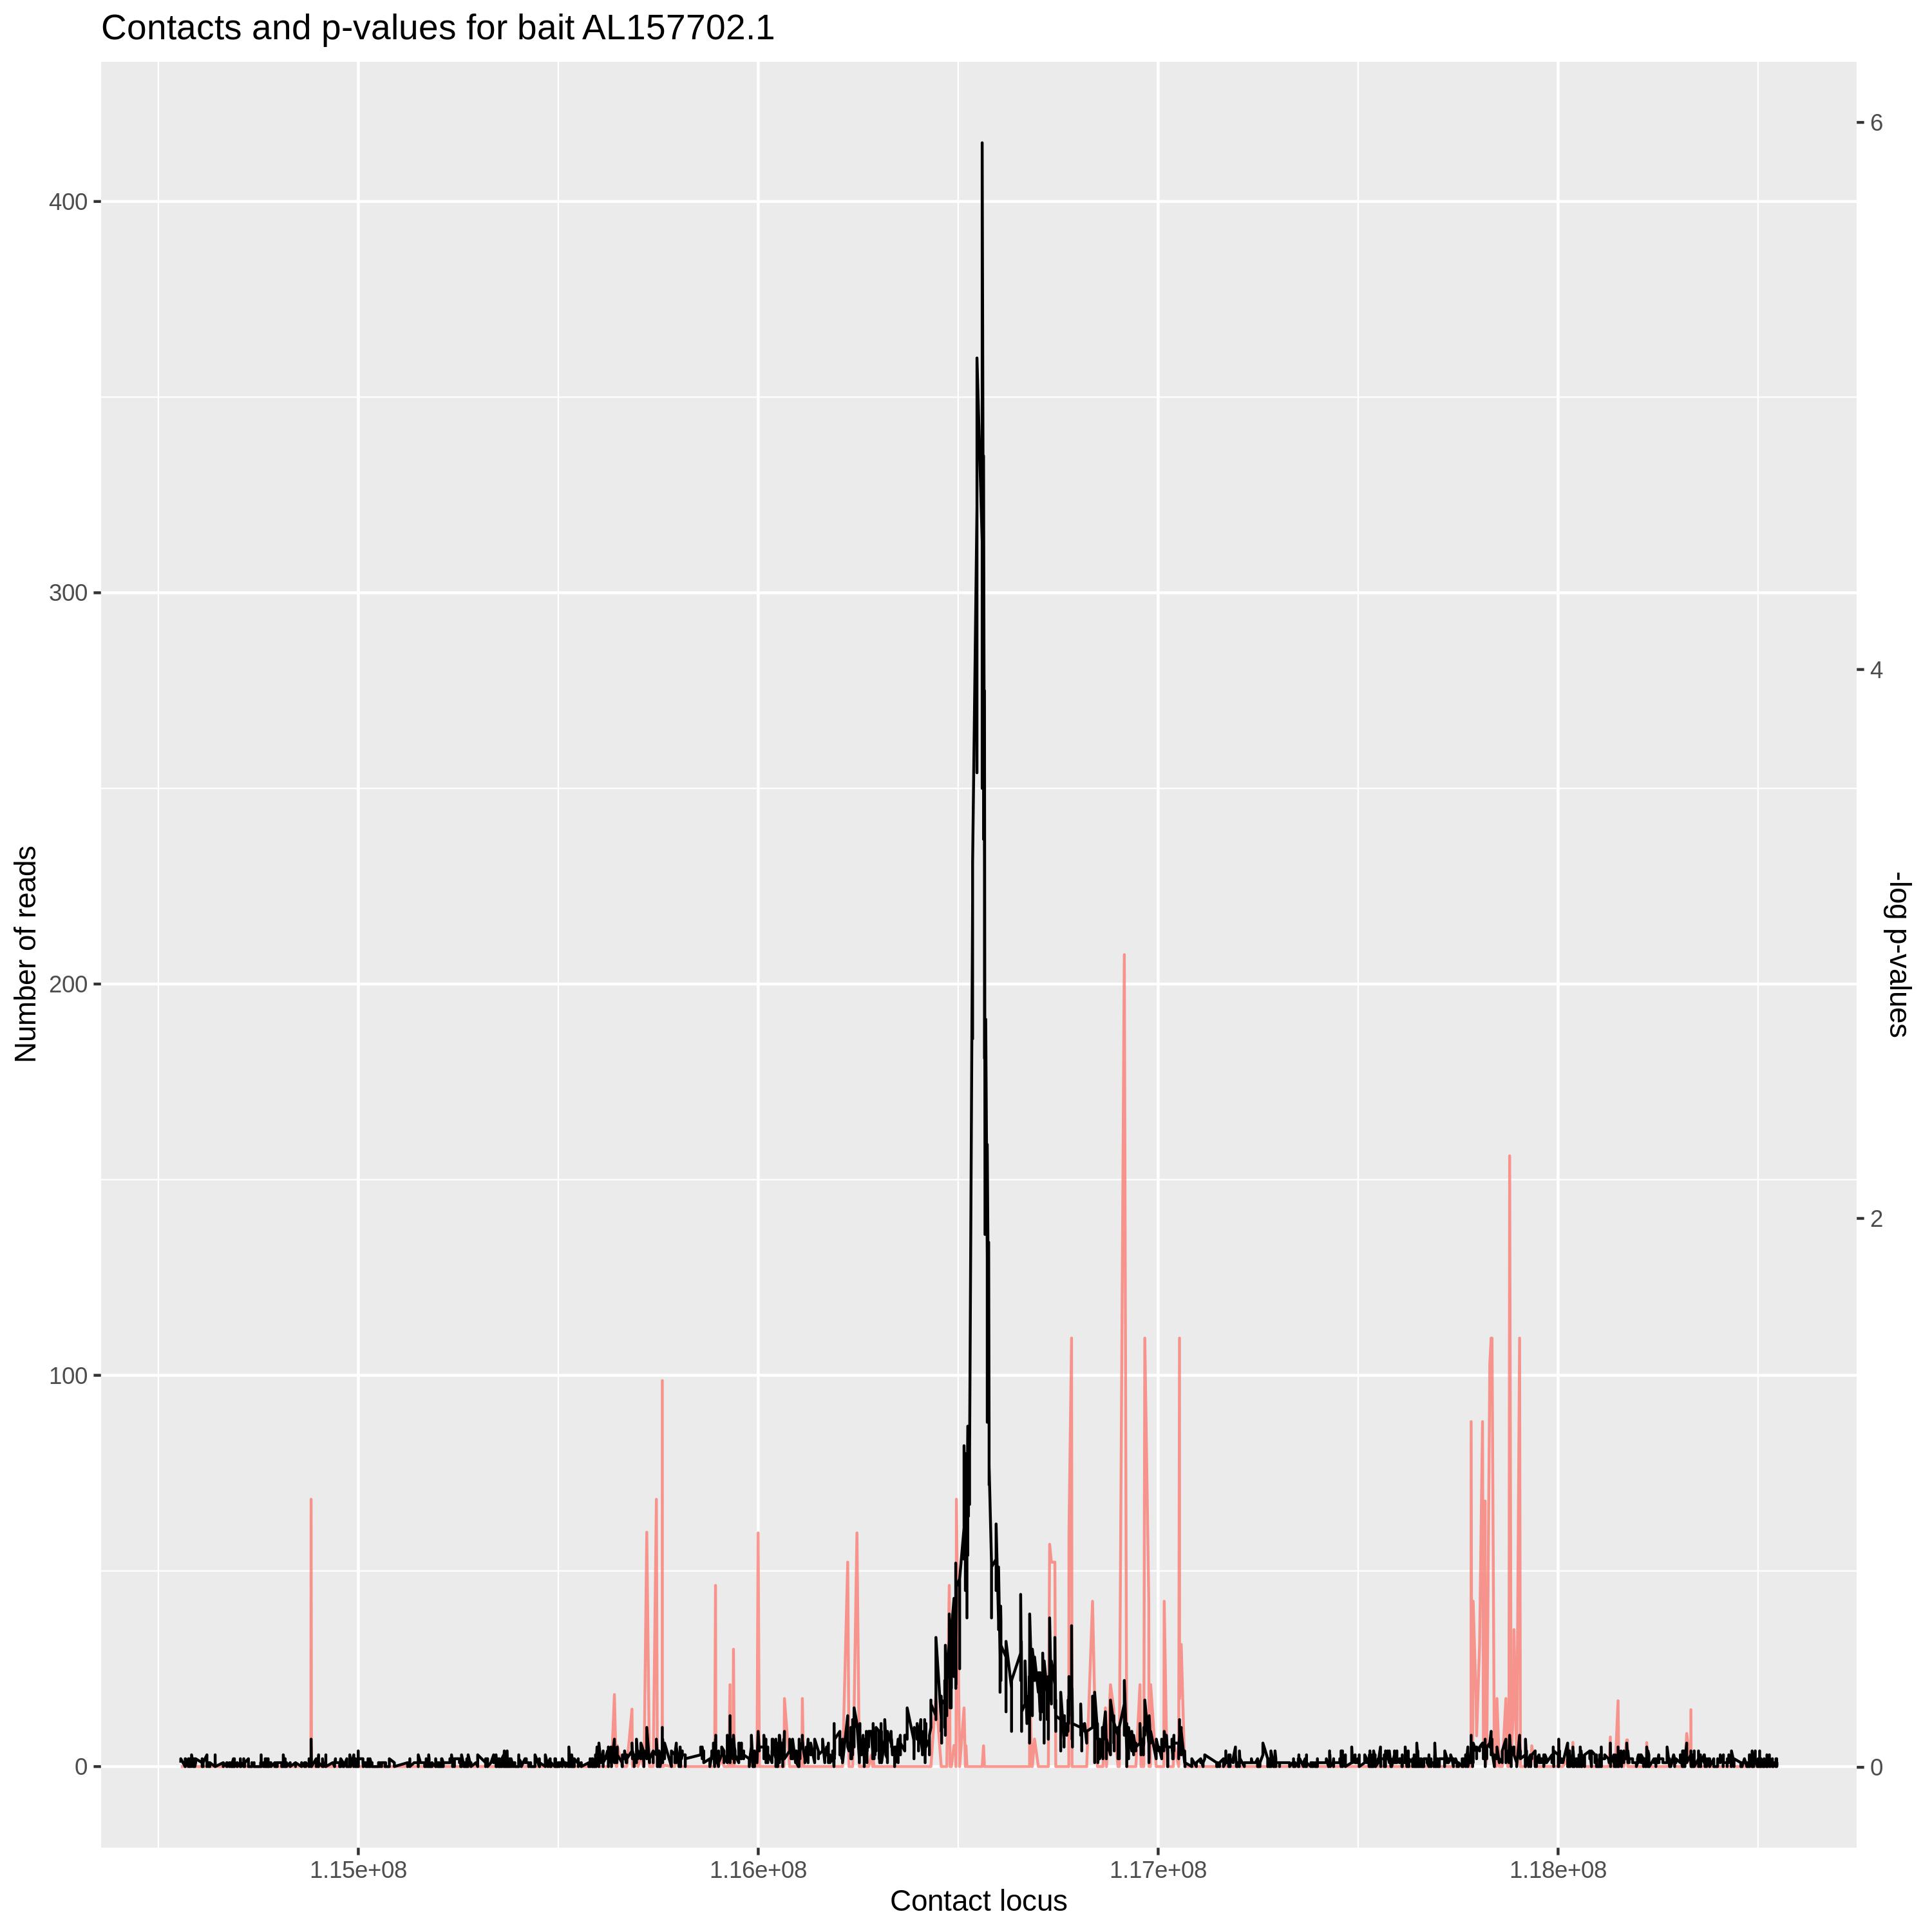 Contacts and p-values for bait AL157702.1
Number of reads
400
300
200
100
0
6
4
2
0
-log p-values
1.15e+08
1.16e+08
1.17e+08
1.18e+08
Contact locus